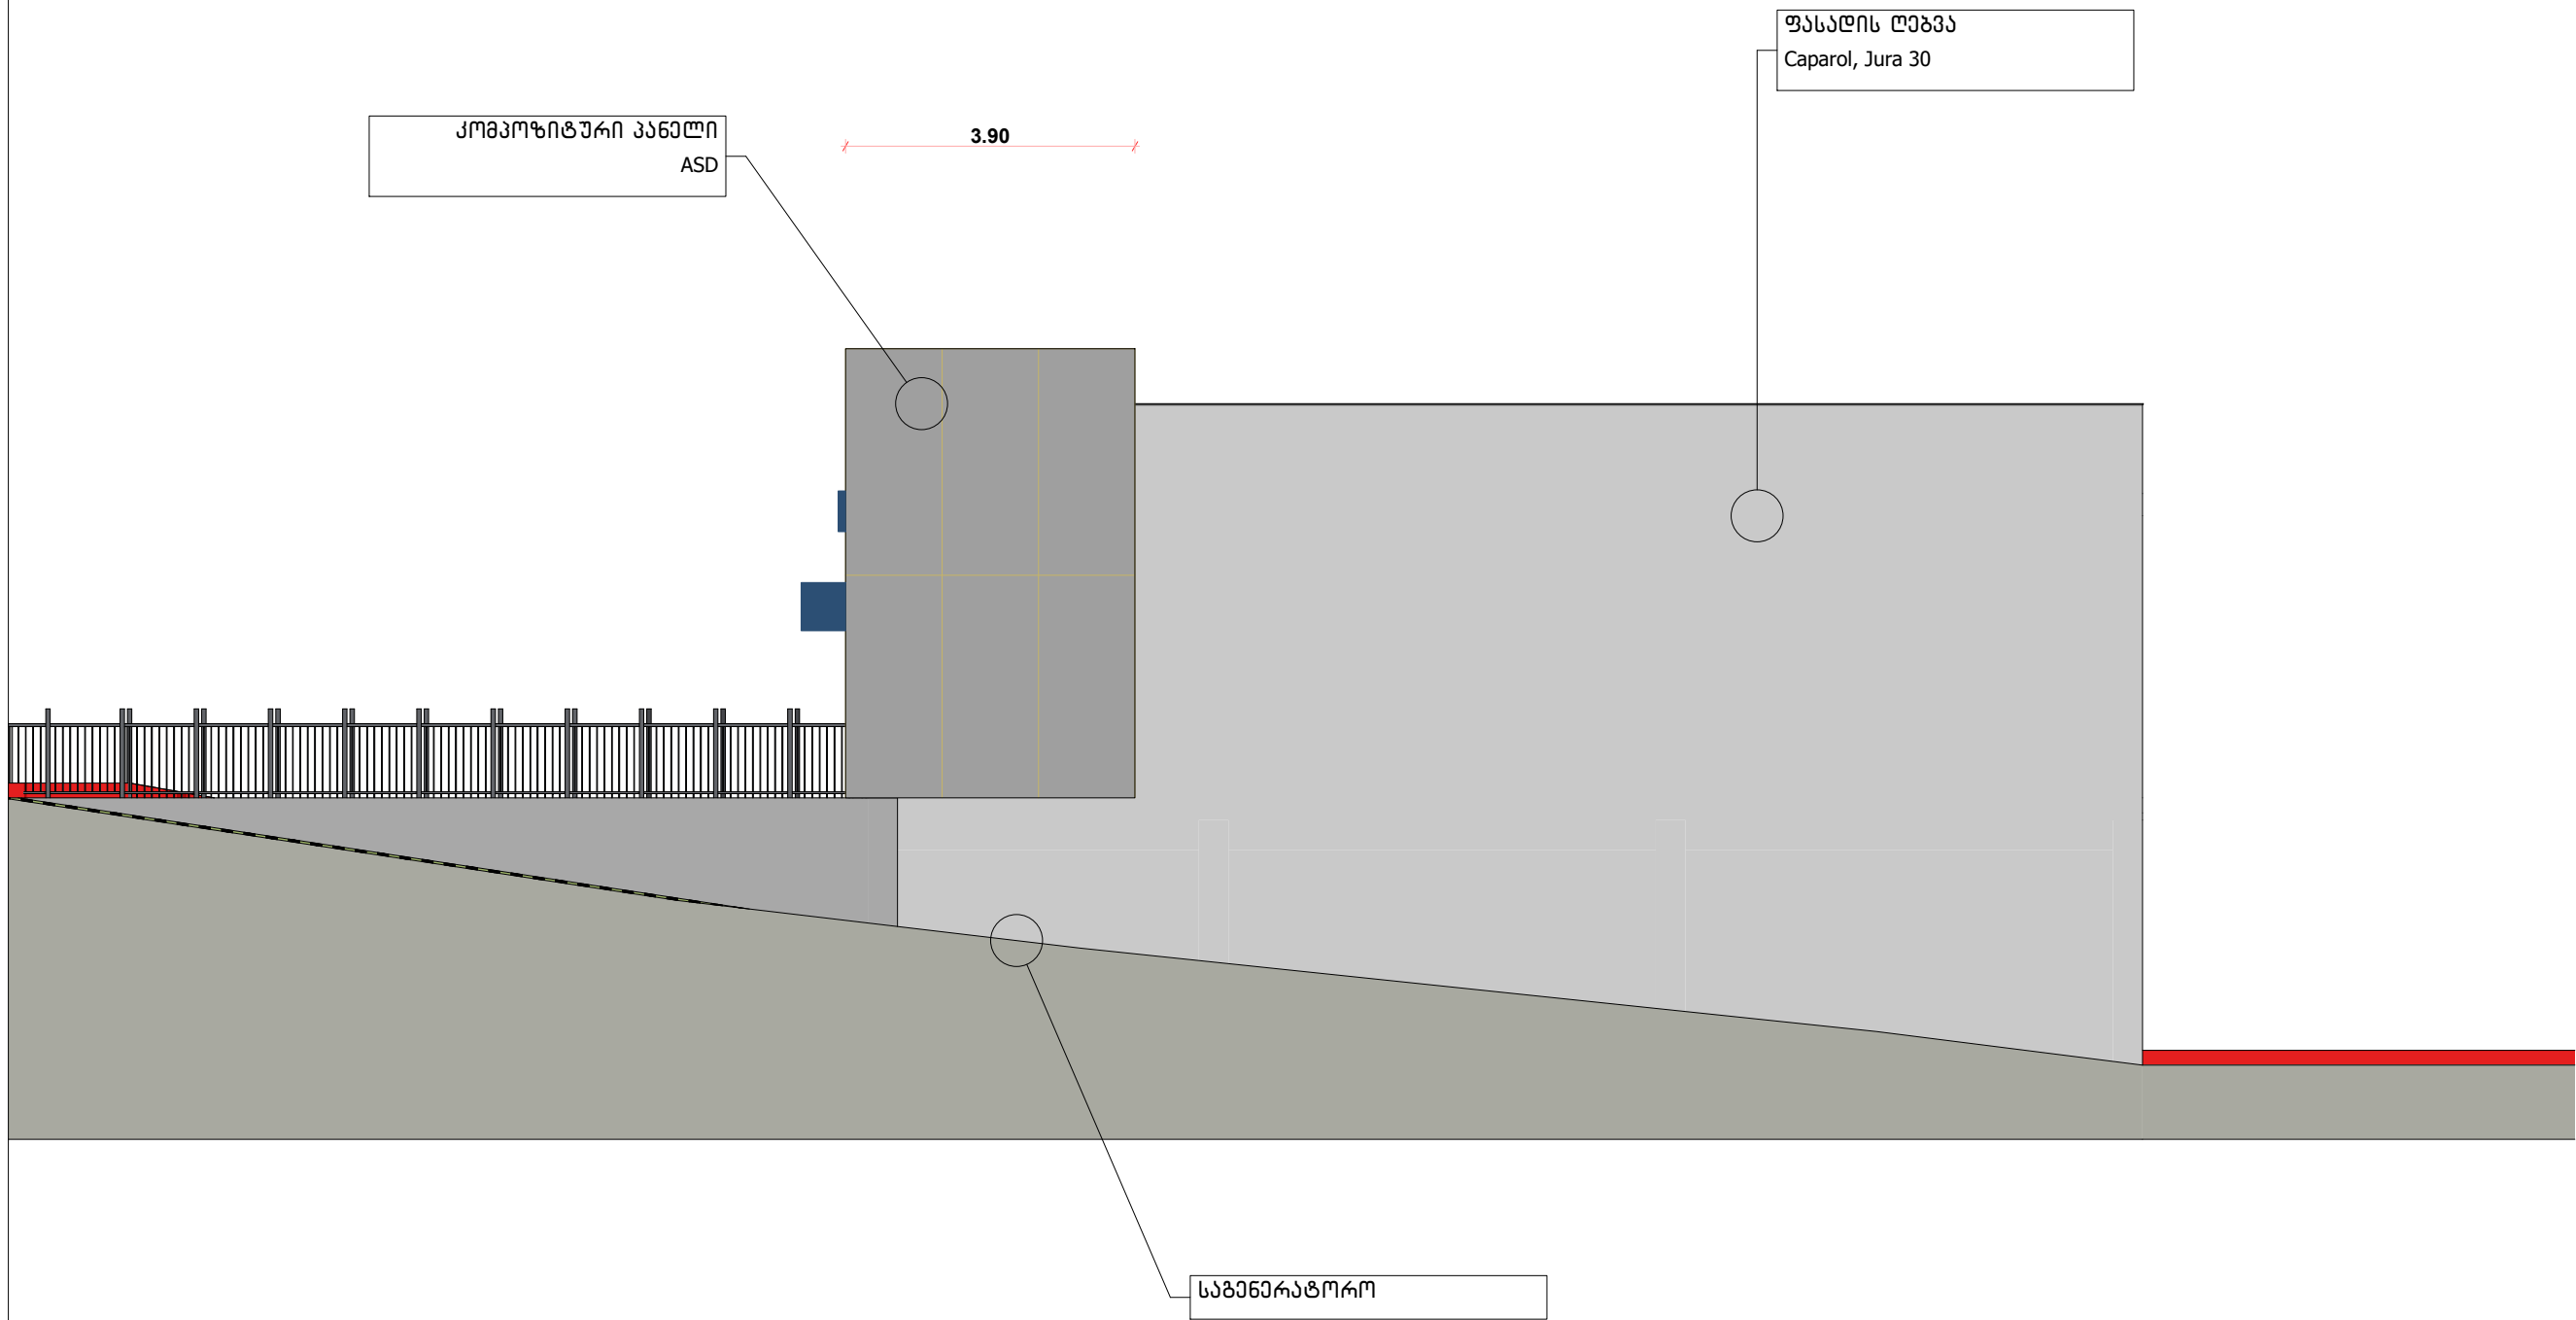 ფასადის ღებვა
Caparol, Jura 30
კომპოზიტური პანელი
ASD
3.90
საგენერატორო